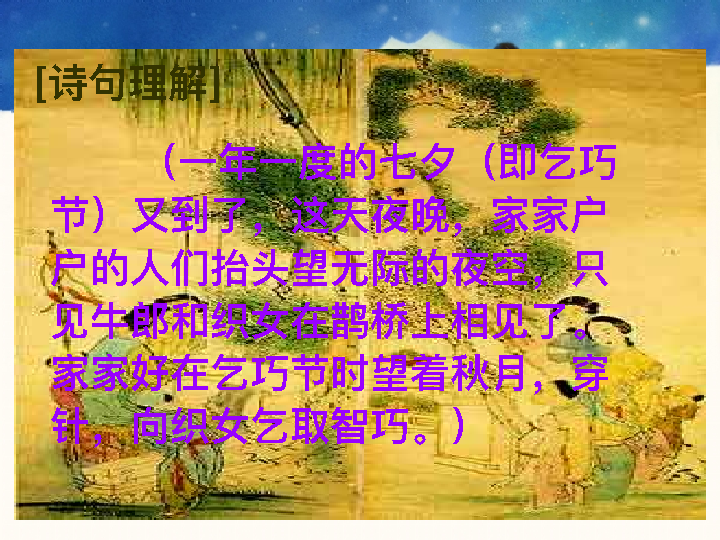 [诗句理解]
（一年一度的七夕（即乞巧
节）又到了，这天夜晚，家家户
户的人们抬头望无际的夜空，只
见牛郎和织女在鹊桥上相见了。
家家好在乞巧节时望着秋月，穿
针，向织女乞取智巧。）